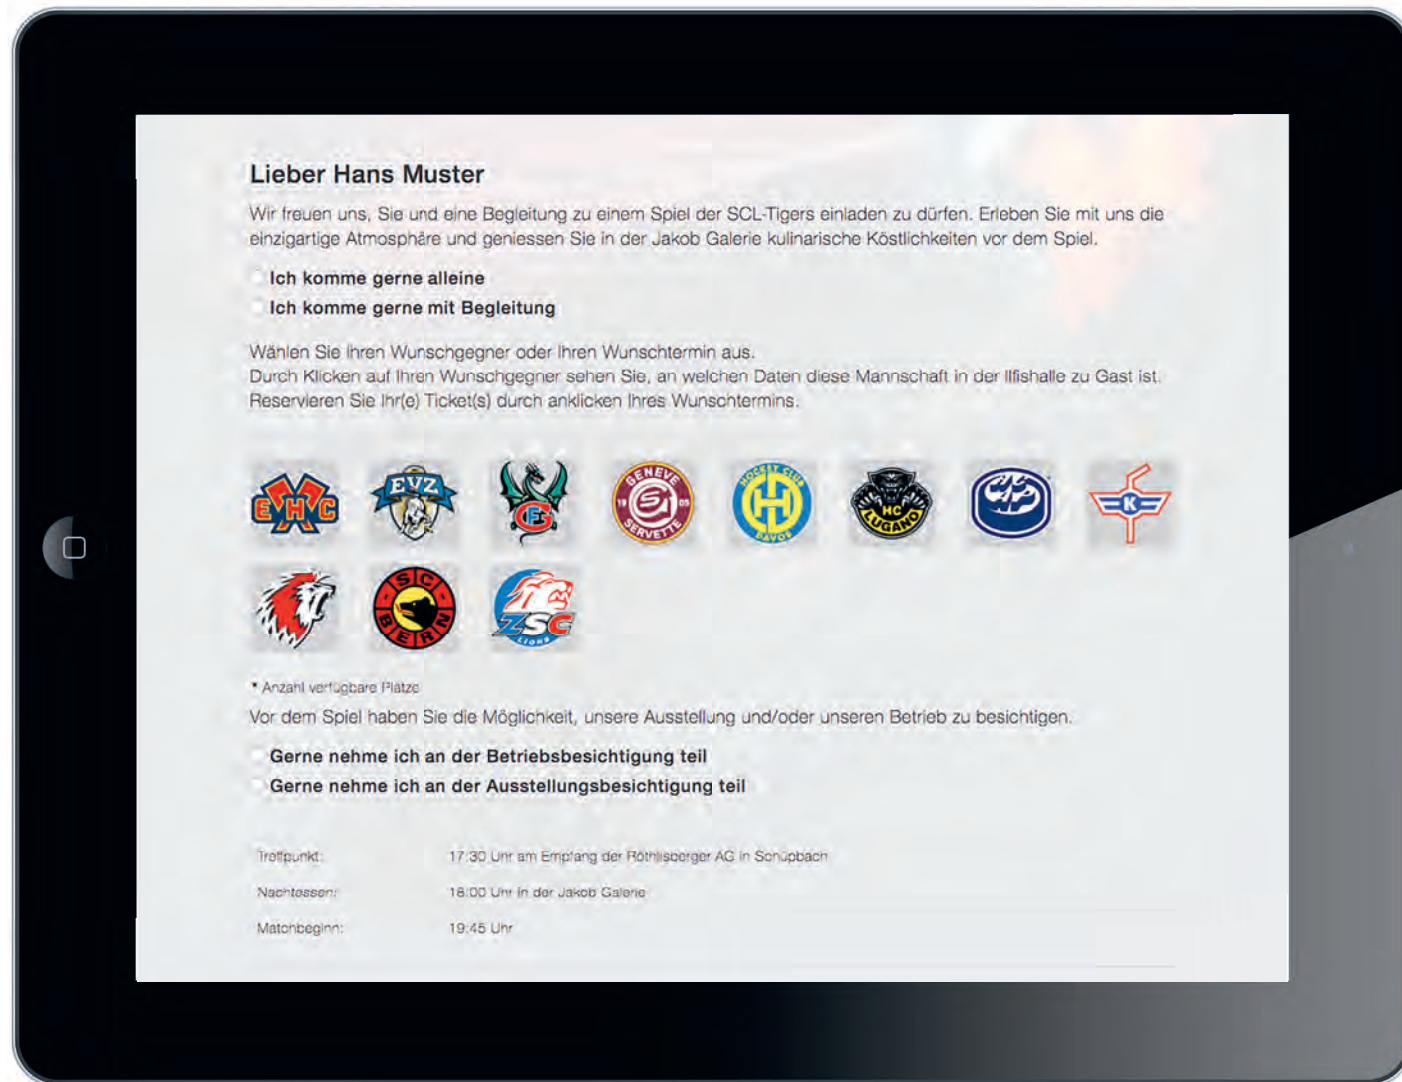 Lieber Hans Muster
Wir freuen uns, Sie und eine Begleitung zu einem Spiel der SCL-Tigers einladen zu dürfen. Erleben Sie mit uns die
einzigartige Atmosphäre und geniessen Sie in der Jakob Galerie kulinarische Köstlichkeiten vor dem Spiel.
Ich komme gerne alleine
Ich komme gerne mit Begleitung
Wählen Sie Ihren Wunschgegner oder Ihren Wunschtermin aus.
Durch Klicken auf Ihren Wunschgegner sehen Sie, an welchen Daten diese Mannschaft in der Ilfishalle zu Gast ist.
Reservieren Sie Ihr(e) Ticket(s) durch anklicken Ihres Wunschtermins.
EHC
EVZ
FG
GENEVE
19 05
SERVETTE
HOCKEY CLUB
HC
DAVOS
HC
LUGANO
K
SC
BERN
ZSC
LIONS
* Anzahl verfügbare Plätze
Vor dem Spiel haben Sie die Möglichkeit, unsere Ausstellung und/oder unseren Betrieb zu besichtigen.
Gerne nehme ich an der Betriebsbesichtigung teil
Gerne nehme ich an der Ausstellungsbesichtigung teil
Treffpunkt: 17:30 Uhr am Empfang der Röthlisberger AG in Schüpbach
Nachtessen: 18:00 Uhr in der Jakob Galerie
Matchbeginn: 19:45 Uhr